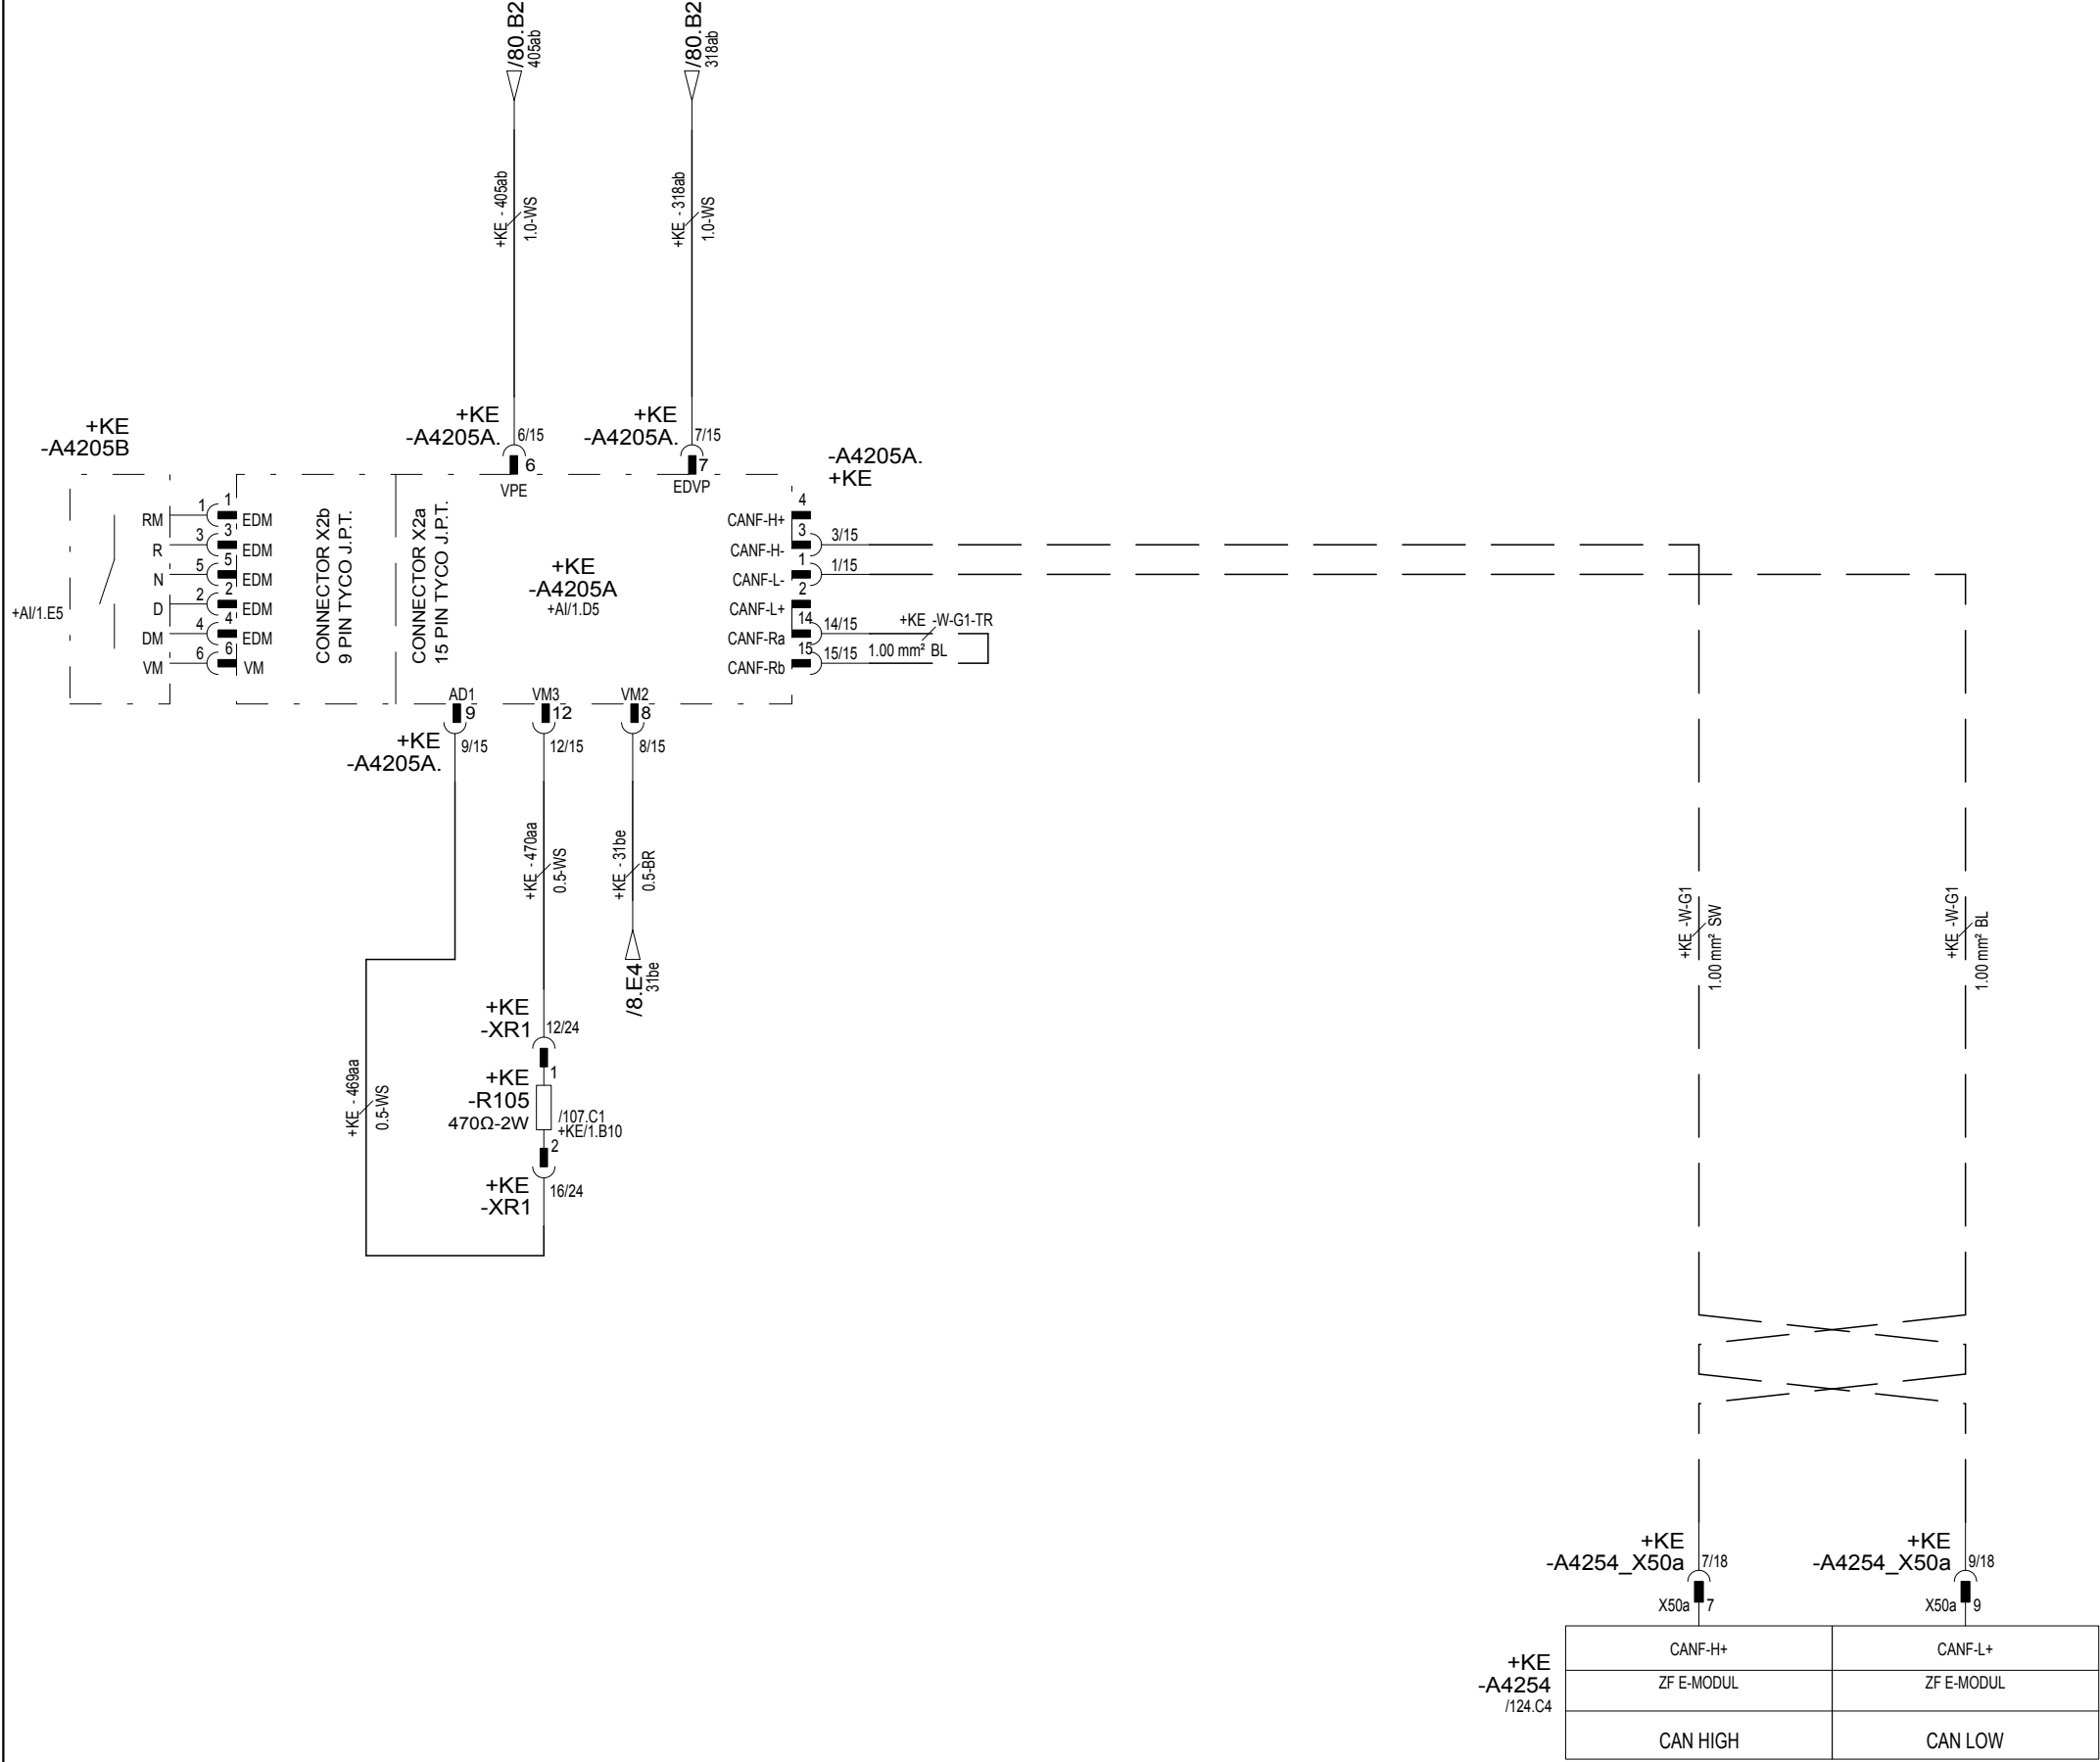 /80.B2
405ab
/80.B2
318ab
+KE - 405ab
1.0-WS
+KE - 318ab
1.0-WS
+KE
-A4205B
+KE
-A4205A.
6/15
6
VPE
+KE
-A4205A.
7/15
7
EDVP
-A4205A.
+KE
+AI/1.E5
RM 1 1 EDM
R 3 3 EDM
N 5 5 EDM
D 2 2 EDM
DM 4 4 EDM
VM 6 6 VM
CONNECTOR X2b
9 PIN TYCO J.P.T.
CONNECTOR X2a
15 PIN TYCO J.P.T.
+KE
-A4205A
+AI/1.D5
CANF-H+ 4
CANF-H- 3 3/15
CANF-L- 1 1/15
CANF-L+ 2
CANF-Ra 14 14/15
CANF-Rb 15 15/15
+KE -W-G1-TR
1.00 mm² BL
AD1
9
VM3
12
VM2
8
+KE
-A4205A.
9/15
12/15
8/15
+KE - 470aa
0.5-WS
+KE - 31be
0.5-BR
/8.E4
31be
+KE -W-G1
1.00 mm² SW
+KE -W-G1
1.00 mm² BL
+KE
-XR1
12/24
1
+KE
-R105
470Ω-2W
/107.C1
+KE/1.B10
2
+KE
-XR1
16/24
+KE - 469aa
0.5-WS
+KE
-A4254_X50a
7/18
X50a 7
+KE
-A4254_X50a
9/18
X50a 9
+KE
-A4254
/124.C4
CANF-H+ CANF-L+
ZF E-MODUL ZF E-MODUL
CAN HIGH CAN LOW